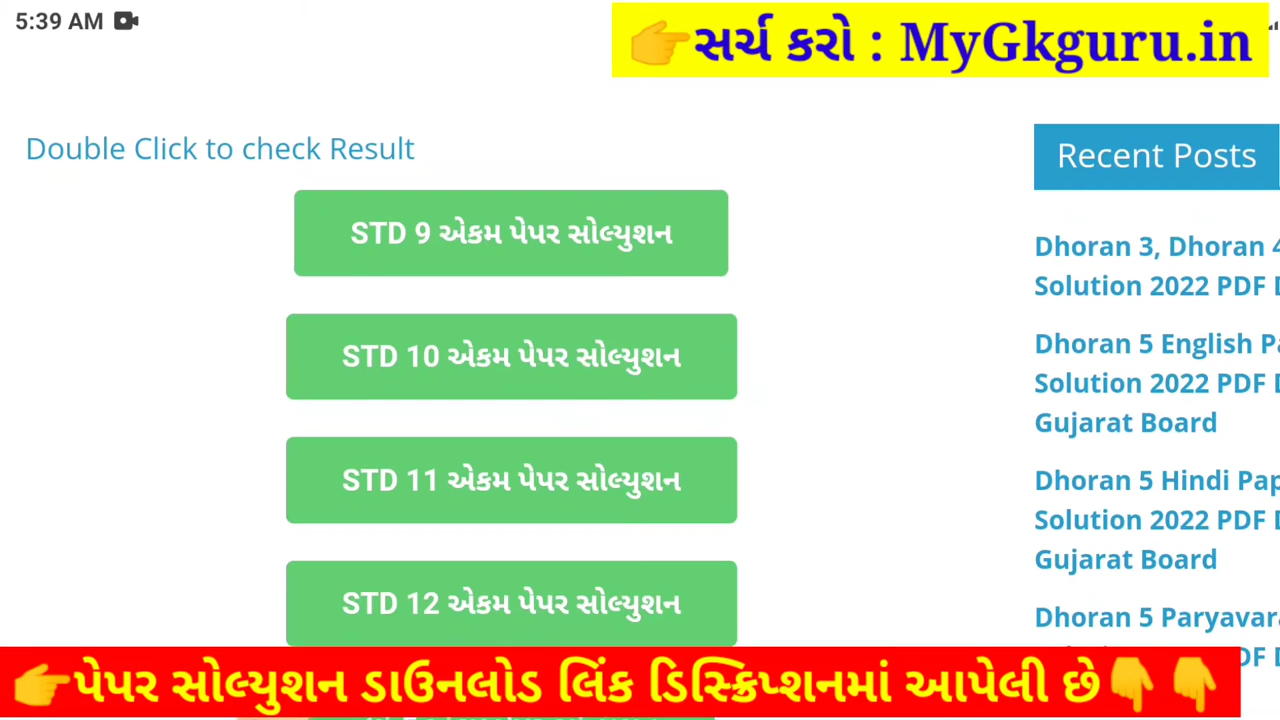 5:39 AM
👉સર્ચ કરો : MyGkguru.in
Double Click to check Result
STD 9 એકમ પેપર સોલ્યુશન
STD 10 એકમ પેપર સોલ્યુશન
STD 11 એકમ પેપર સોલ્યુશન
STD 12 એકમ પેપર સોલ્યુશન
Recent Posts
Dhoran 3, Dhoran 4
Solution 2022 PDF
Dhoran 5 English
Solution 2022 PDF
Gujarat Board
Dhoran 5 Hindi
Solution 2022 PDF
Gujarat Board
Dhoran 5
👉પેપર સોલ્યુશન ડાઉનલોડ લિંક ડિસ્ક્રિપ્શનમાં આપેલી છે👇👇